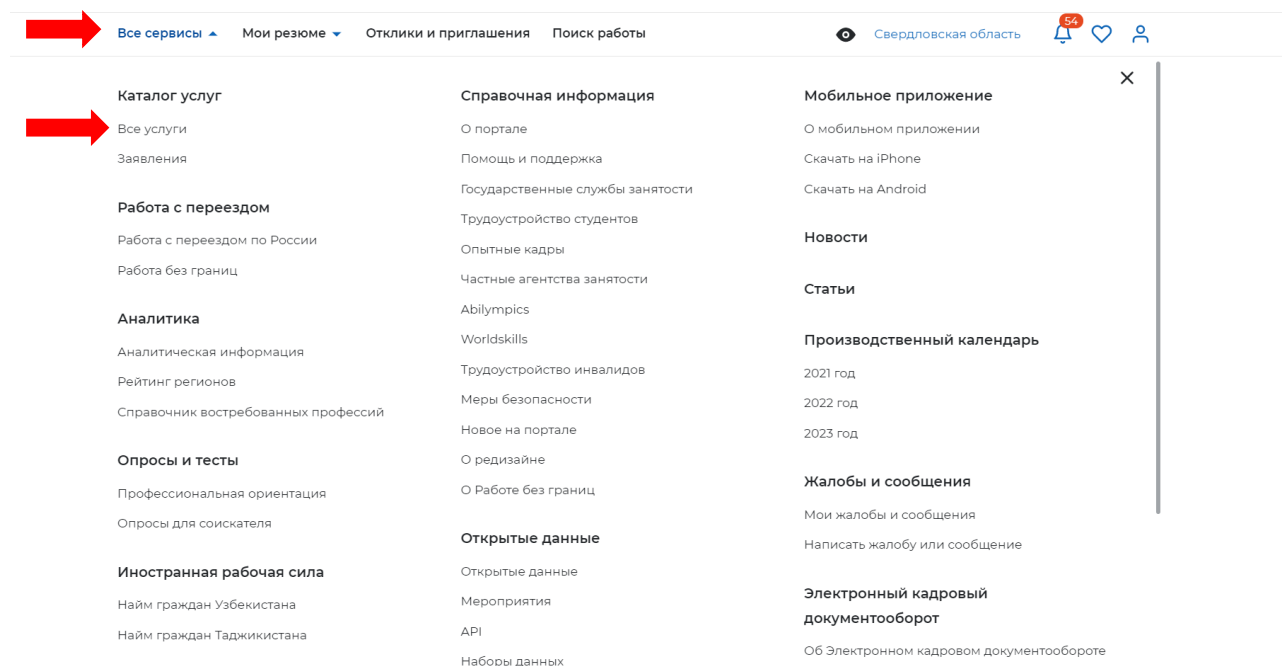 Все сервисы
Мои резюме
Отклики и приглашения
Поиск работы
Свердловская область
54
Каталог услуг
Все услуги
Заявления
Работа с переездом
Работа с переездом по России
Работа без границ
Аналитика
Аналитическая информация
Рейтинг регионов
Справочник востребованных профессий
Опросы и тесты
Профессиональная ориентация
Опросы для соискателя
Иностранная рабочая сила
Найм граждан Узбекистана
Найм граждан Таджикистана
Справочная информация
О портале
Помощь и поддержка
Государственные службы занятости
Трудоустройство студентов
Опытные кадры
Частные агентства занятости
Abilympics
Worldskills
Трудоустройство инвалидов
Меры безопасности
Новое на портале
О редизайне
О Работе без границ
Открытые данные
Открытые данные
Мероприятия
API
Наборы данных
Мобильное приложение
О мобильном приложении
Скачать на iPhone
Скачать на Android
Новости
Статьи
Производственный календарь
2021 год
2022 год
2023 год
Жалобы и сообщения
Мои жалобы и сообщения
Написать жалобу или сообщение
Электронный кадровый
документооборот
Об Электронном кадровом документообороте